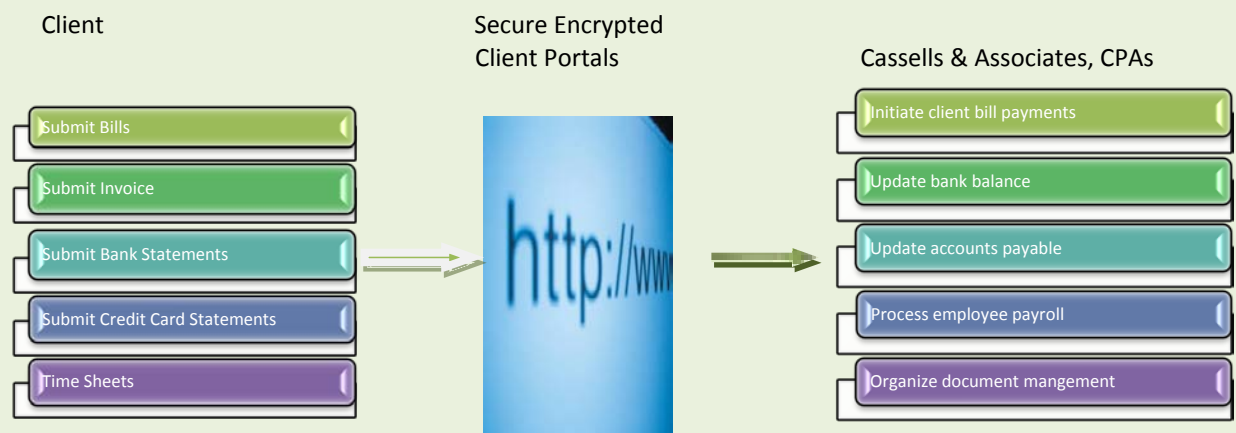 Client
Submit Bills
Submit Invoice
Submit Bank Statements
Submit Credit Card Statements
Time Sheets
Secure Encrypted
Client Portals
http://www
Cassells & Associates, CPAs
Initiate client bill payments
Update bank balance
Update accounts payable
Process employee payroll
Organize document mangement